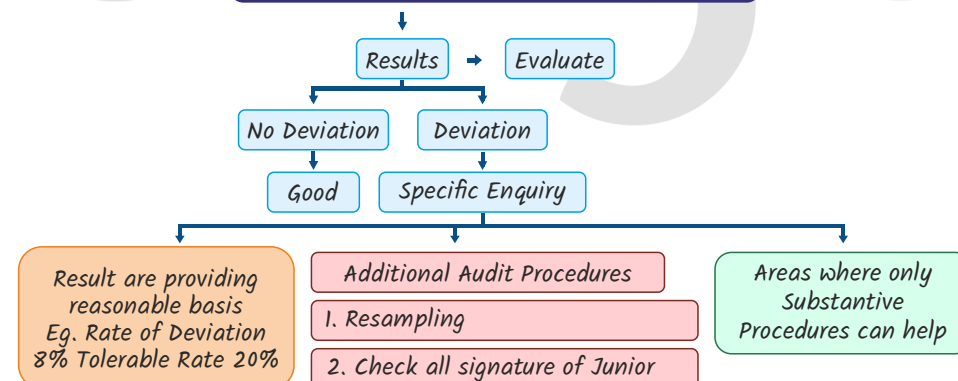 Results
Evaluate
No Deviation
Deviation
Good
Specific Enquiry
Result are providing
reasonable basis
Eg. Rate of Deviation
8% Tolerable Rate 20%
Additional Audit Procedures
1. Resampling
2. Check all signature of Junior
Areas where only
Substantive
Procedures can help